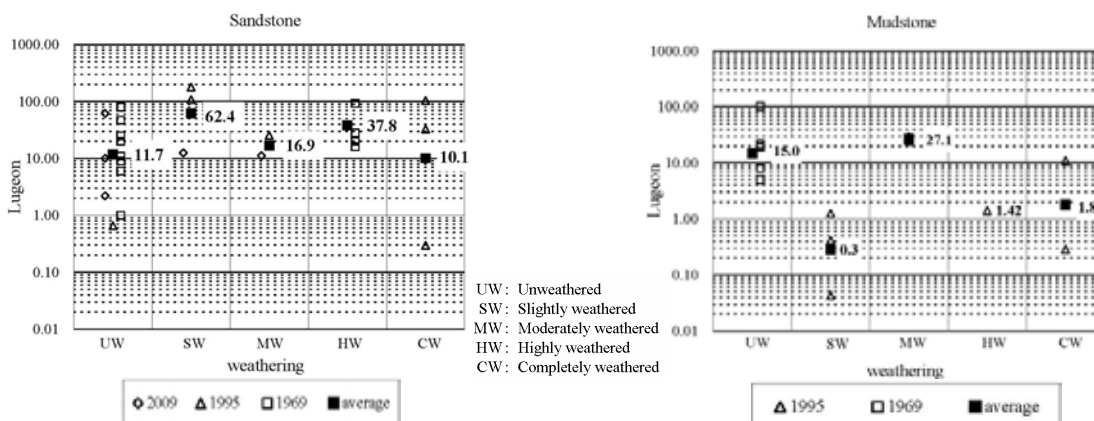 Sandstone
1000.00
100.00
10.00
1.00
0.10
0.01
Lugeon
11.7
62.4
16.9
37.8
10.1
UW SW MW HW CW
weathering
2009 1995 1969 average
UW: Unweathered
SW: Slightly weathered
MW: Moderately weathered
HW: Highly weathered
CW: Completely weathered
Mudstone
1000.00
100.00
10.00
1.00
0.10
0.01
Lugeon
15.0
0.3
27.1
1.42
1.8
UW SW MW HW CW
weathering
1995 1969 average